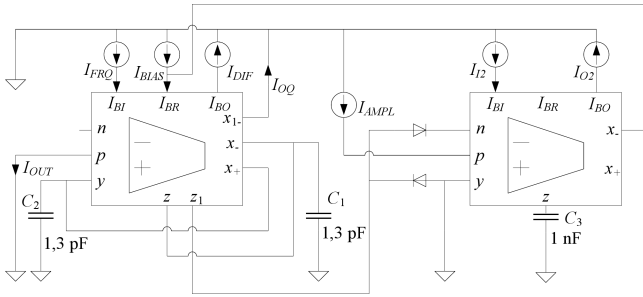 I_FRQ I_BIAS I_DIF I_OQ I_AMPL I_I2 I_O2
I_BI I_BR I_BO I_BI I_BR I_BO
n x_1- n x_-
p x_- p x_+
y x_+ y
z z_1 z
I_OUT
C_2 C_1 C_3
1,3 pF 1,3 pF 1 nF